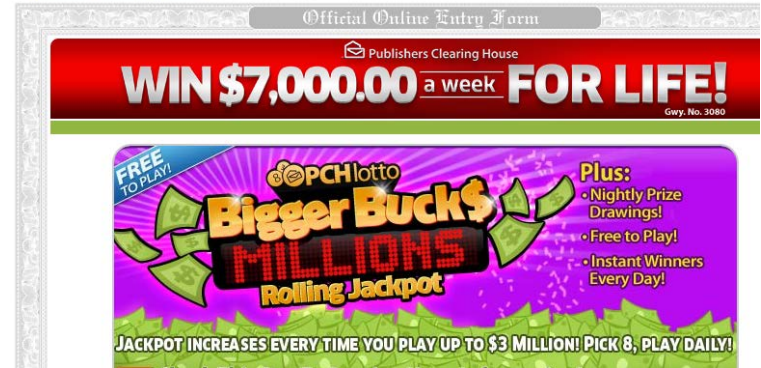 Official Online Entry Form
Publishers Clearing House
WIN $7,000.00 a week FOR LIFE!
Gwy. No. 3080
FREE
TO PLAY!
PCHlotto
Bigger Buck$
MILLIONS
Rolling Jackpot
Plus:
• Nightly Prize
Drawings!
• Free to Play!
• Instant Winners
Every Day!
JACKPOT INCREASES EVERY TIME YOU PLAY UP TO $3 MILLION! PICK 8, PLAY DAILY!